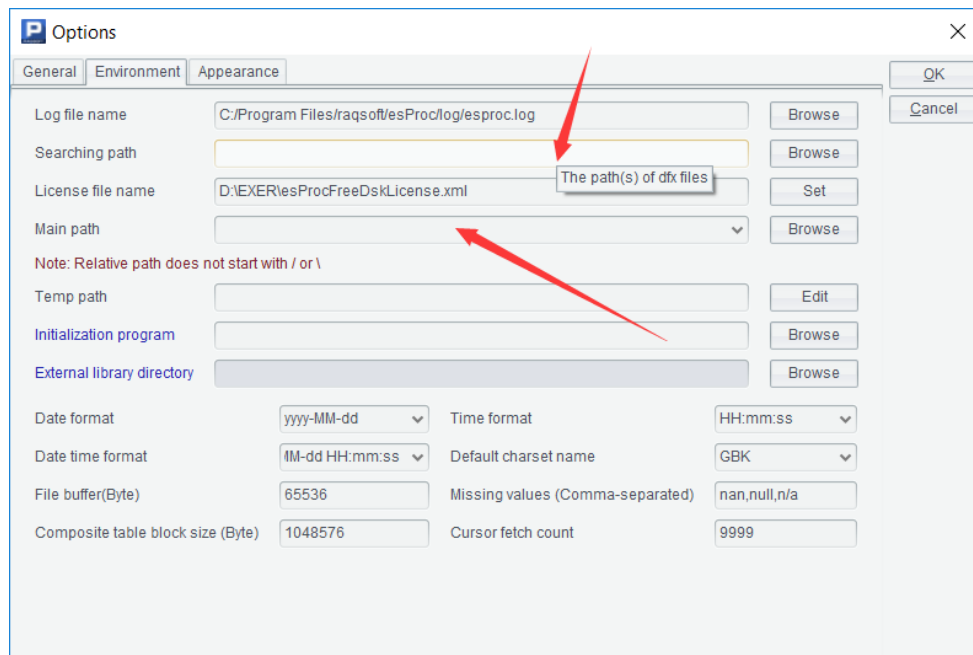 Options
General Environment Appearance
OK
Cancel
Log file name C:/Program Files/raqsoft/esProc/log/esproc.log Browse
Searching path Browse
The path(s) of dfx files
License file name D:\EXER\esProcFreeDskLicense.xml Set
Main path Browse
Note: Relative path does not start with / or \
Temp path Edit
Initialization program Browse
External library directory Browse
Date format yyyy-MM-dd Time format HH:mm:ss
Date time format MM-dd HH:mm:ss Default charset name GBK
File buffer(Byte) 65536 Missing values (Comma-separated) nan,null,n/a
Composite table block size (Byte) 1048576 Cursor fetch count 9999